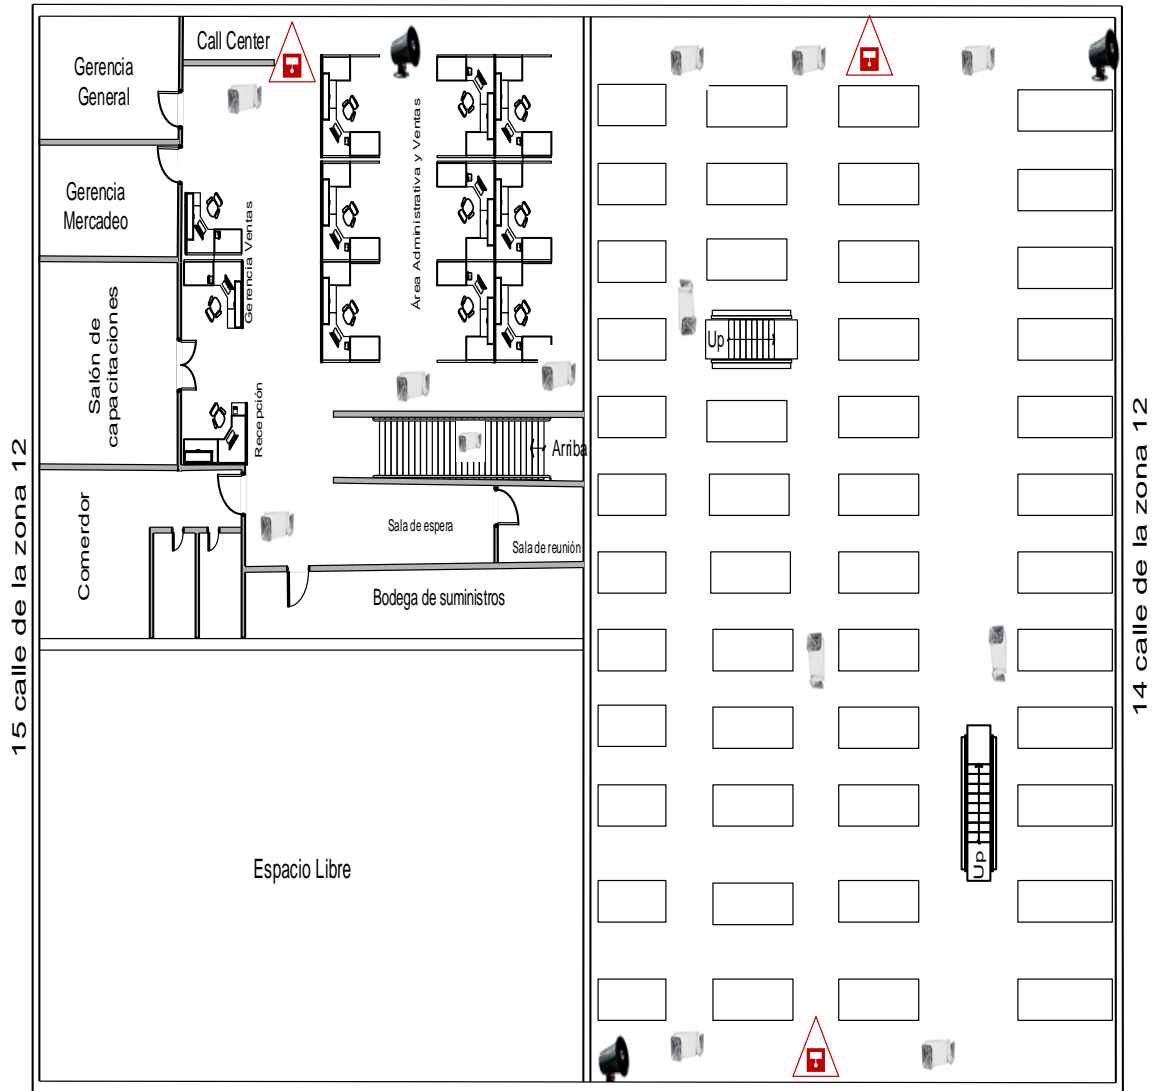 Call Center
Gerencia
General
Gerencia
Mercadeo
Gerencia Ventas
Área Administrativa y Ventas
Salón de
capacitaciones
Recepción
Arriba
Comerdor
Sala de espera
Sala de reunión
Bodega de suministros
Espacio Libre
Up
Up
15 calle de la zona 12
14 calle de la zona 12